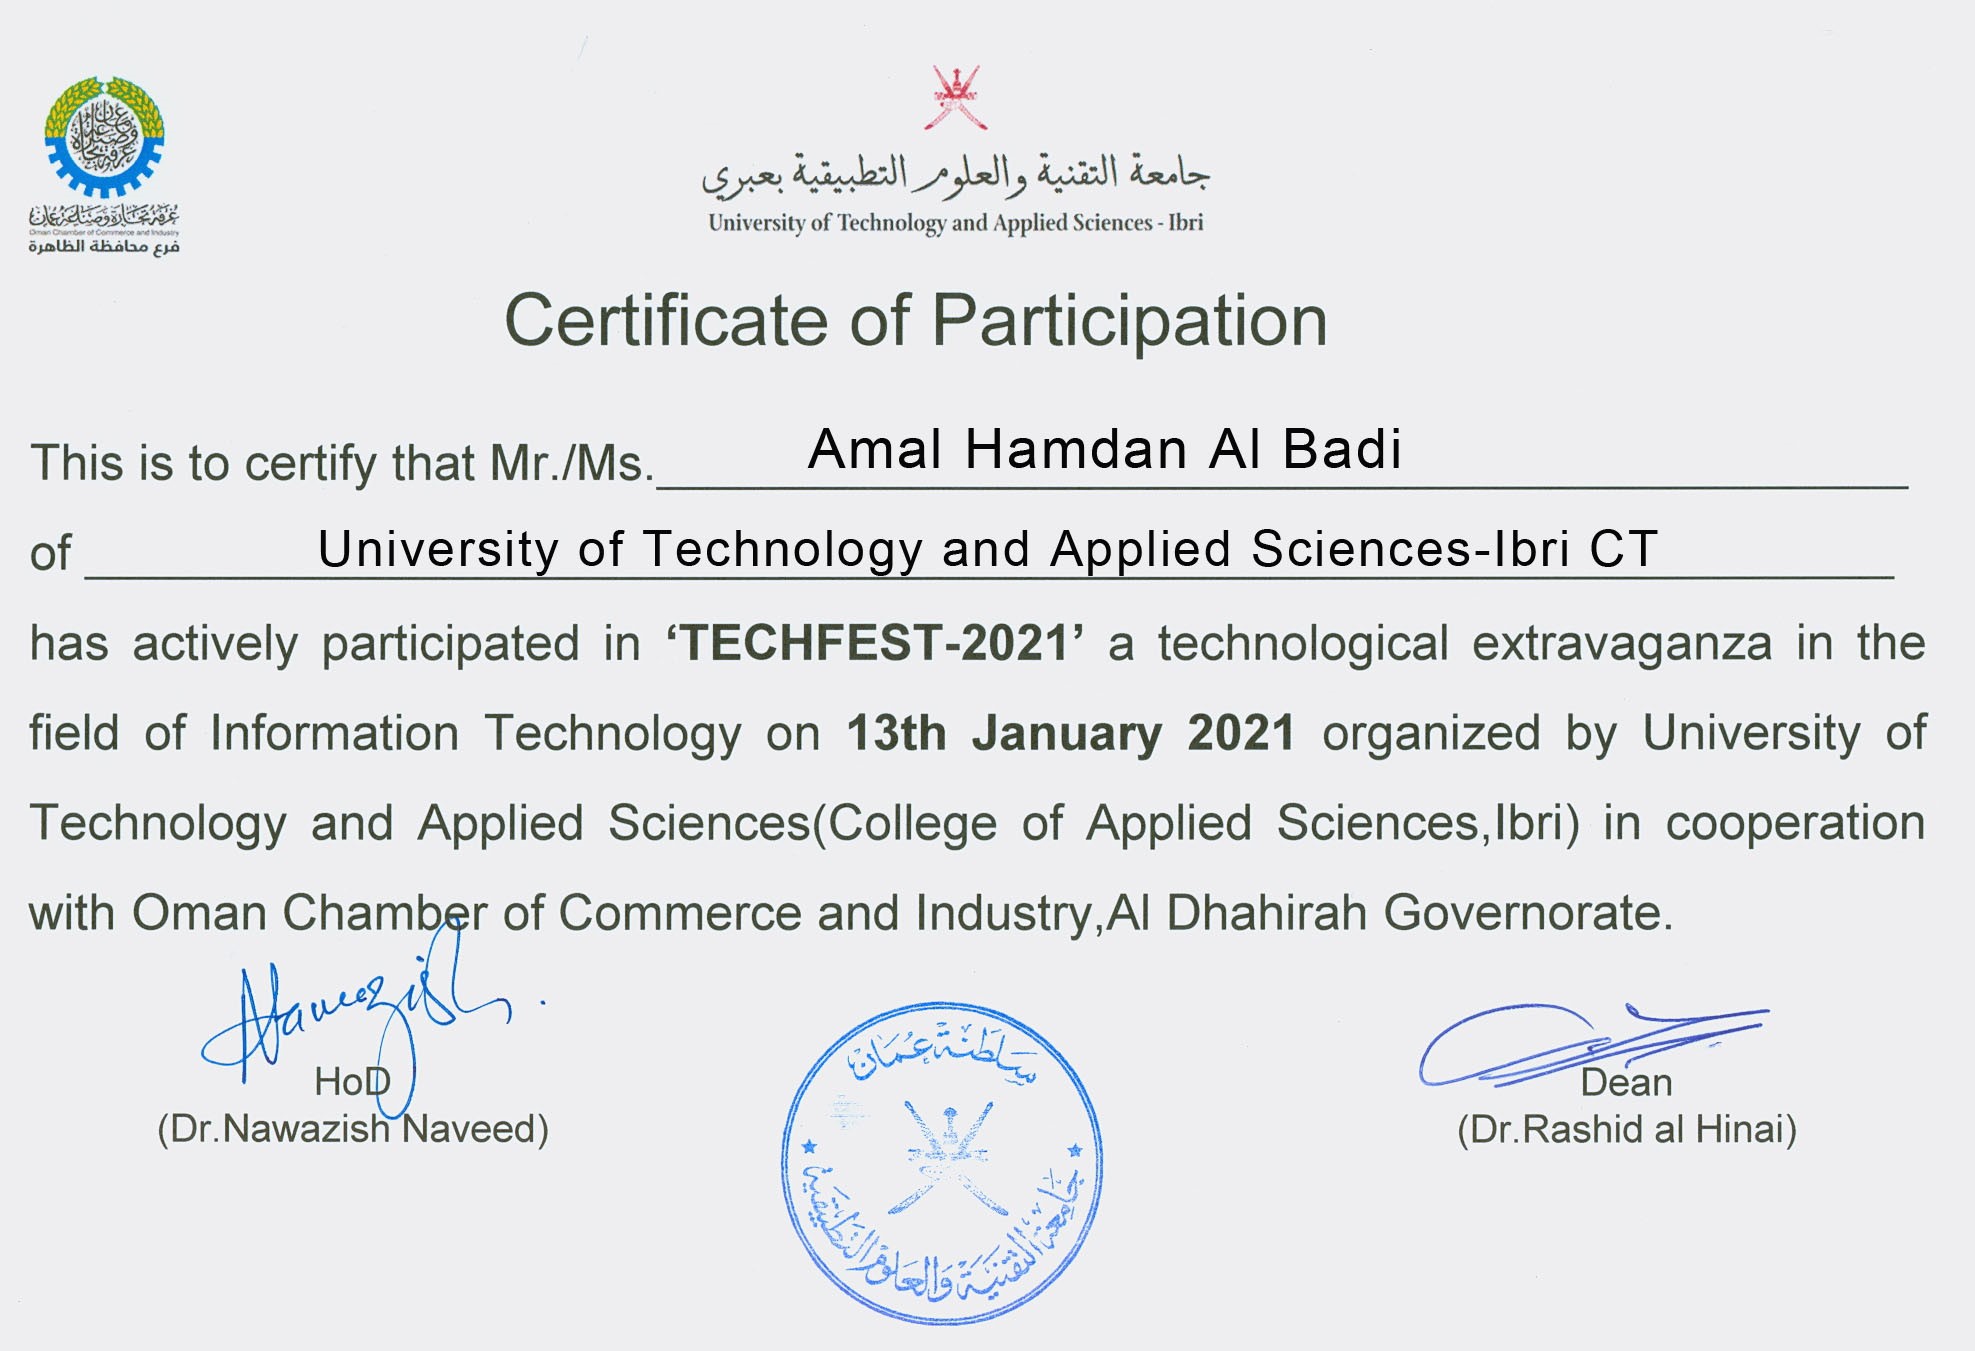 غرفة تجارة وصناعة عمان
Oman Chamber of Commerce and Industry
فرع محافظة الظاهرة
جامعة التقنية والعلوم التطبيقية بعبري
University of Technology and Applied Sciences - Ibri
Certificate of Participation
This is to certify that Mr./Ms. Amal Hamdan Al Badi
of University of Technology and Applied Sciences-Ibri CT
has actively participated in ‘TECHFEST-2021’ a technological extravaganza in the
field of Information Technology on 13th January 2021 organized by University of
Technology and Applied Sciences(College of Applied Sciences,Ibri) in cooperation
with Oman Chamber of Commerce and Industry,Al Dhahirah Governorate.
Nawazish
HoD
(Dr.Nawazish Naveed)
سلطنة عمان
جامعة التقنية والعلوم التطبيقية
Dean
(Dr.Rashid al Hinai)